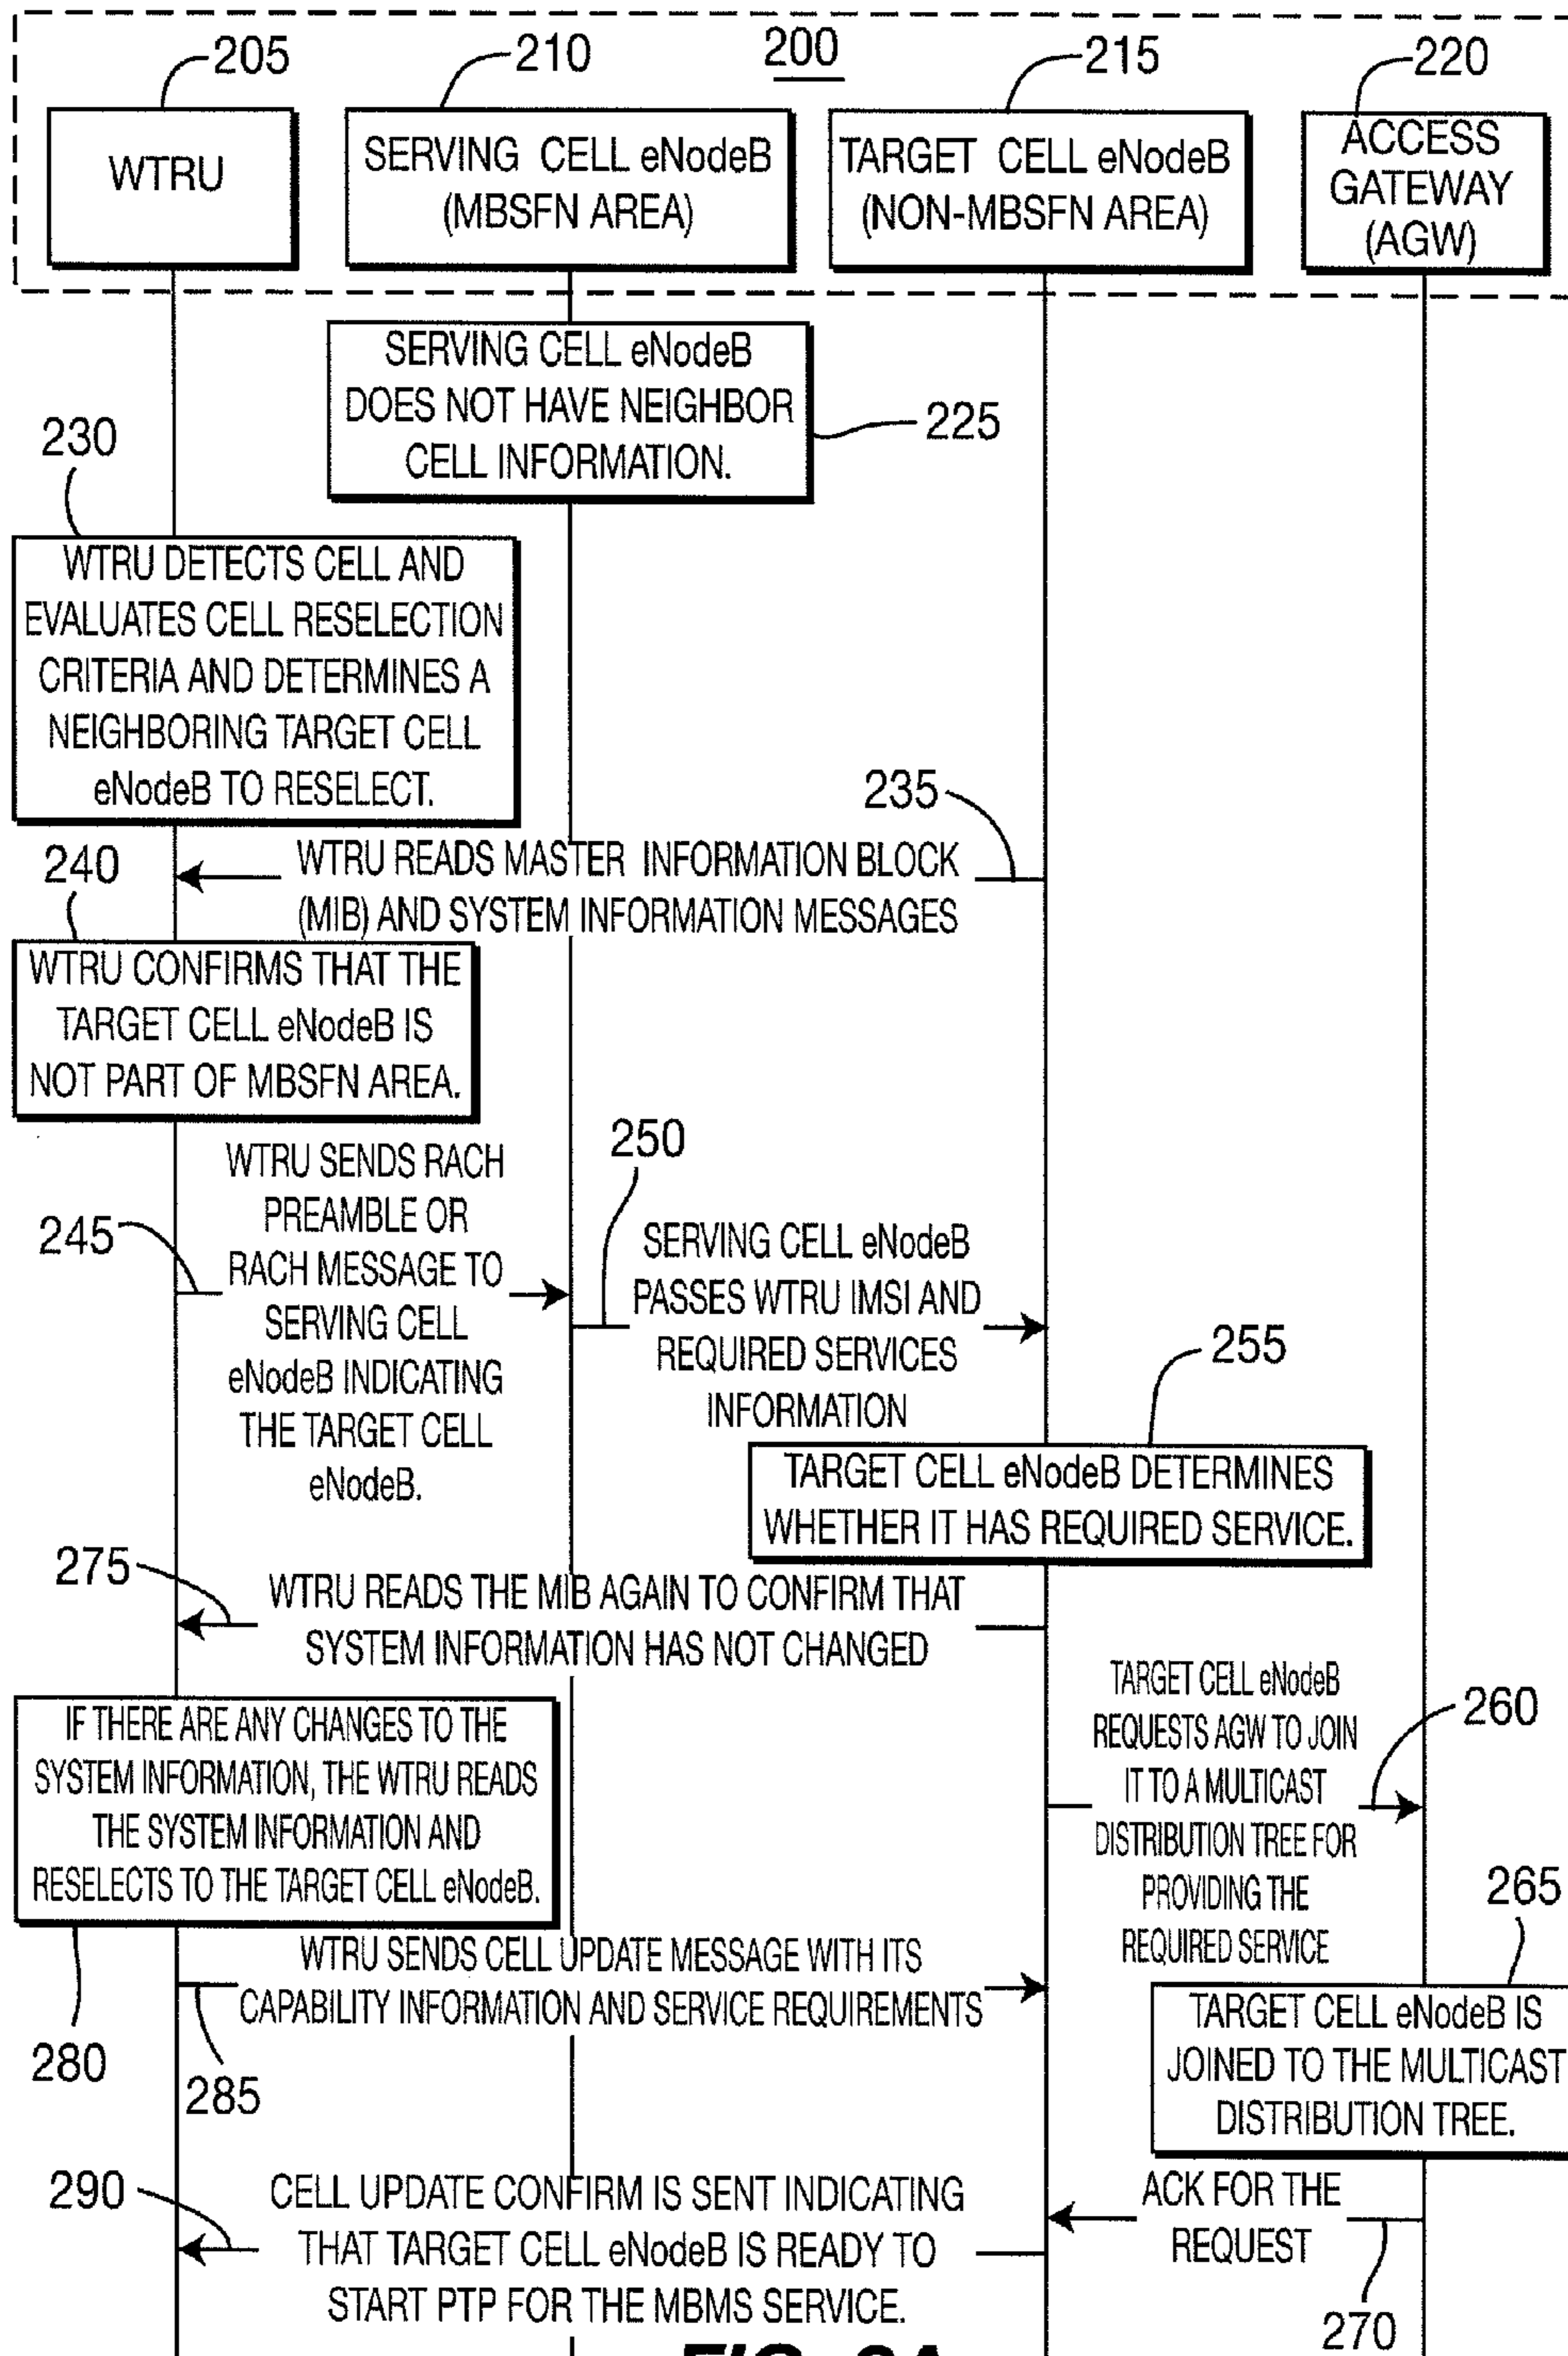 200
205
210
215
220
WTRU
SERVING CELL eNodeB
(MBSFN AREA)
TARGET CELL eNodeB
(NON-MBSFN AREA)
ACCESS
GATEWAY
(AGW)
SERVING CELL eNodeB
DOES NOT HAVE NEIGHBOR
CELL INFORMATION.
225
230
WTRU DETECTS CELL AND
EVALUATES CELL RESELECTION
CRITERIA AND DETERMINES A
NEIGHBORING TARGET CELL
eNodeB TO RESELECT.
235
WTRU READS MASTER INFORMATION BLOCK
(MIB) AND SYSTEM INFORMATION MESSAGES
240
WTRU CONFIRMS THAT THE
TARGET CELL eNodeB IS
NOT PART OF MBSFN AREA.
245
WTRU SENDS RACH
PREAMBLE OR
RACH MESSAGE TO
SERVING CELL
eNodeB INDICATING
THE TARGET CELL
eNodeB.
250
SERVING CELL eNodeB
PASSES WTRU IMSI AND
REQUIRED SERVICES
INFORMATION
255
TARGET CELL eNodeB DETERMINES
WHETHER IT HAS REQUIRED SERVICE.
275
WTRU READS THE MIB AGAIN TO CONFIRM THAT
SYSTEM INFORMATION HAS NOT CHANGED
TARGET CELL eNodeB
REQUESTS AGW TO JOIN
IT TO A MULTICAST
DISTRIBUTION TREE FOR
PROVIDING THE
REQUIRED SERVICE
260
IF THERE ARE ANY CHANGES TO THE
SYSTEM INFORMATION, THE WTRU READS
THE SYSTEM INFORMATION AND
RESELECTS TO THE TARGET CELL eNodeB.
280
265
TARGET CELL eNodeB IS
JOINED TO THE MULTICAST
DISTRIBUTION TREE.
WTRU SENDS CELL UPDATE MESSAGE WITH ITS
CAPABILITY INFORMATION AND SERVICE REQUIREMENTS
285
ACK FOR THE
REQUEST
270
290
CELL UPDATE CONFIRM IS SENT INDICATING
THAT TARGET CELL eNodeB IS READY TO
START PTP FOR THE MBMS SERVICE.